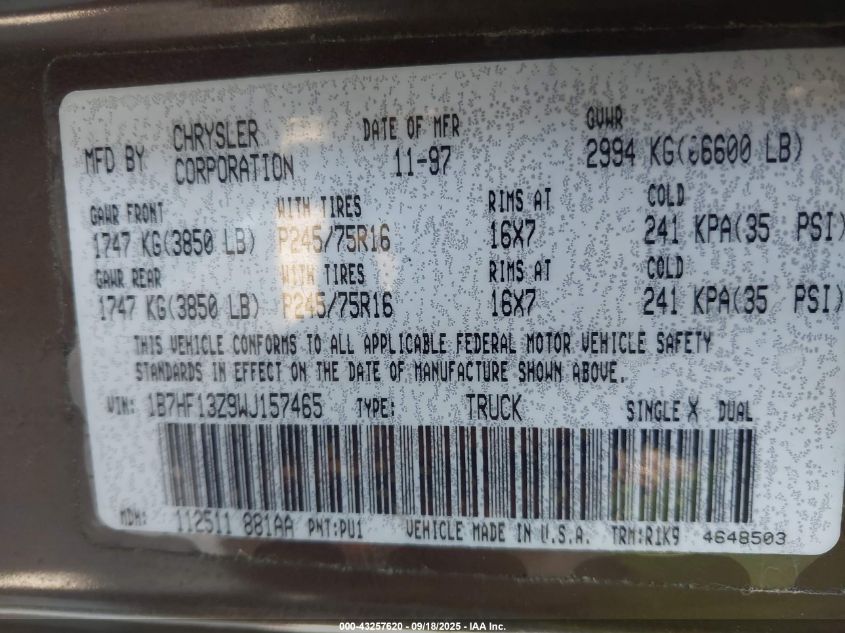 MFD BY CHRYSLER CORPORATION DATE OF MFR 11-97 GVWR 2994 KG(06600 LB)
GAWR FRONT WITH TIRES RIMS AT COLD
1747 KG(3850 LB) P245/75R16 16X7 241 KPA(35 PSI)
GAWR REAR WITH TIRES RIMS AT COLD
1747 KG(3850 LB) P245/75R16 16X7 241 KPA(35 PSI)
THIS VEHICLE CONFORMS TO ALL APPLICABLE FEDERAL MOTOR VEHICLE SAFETY
STANDARDS IN EFFECT ON THE DATE OF MANUFACTURE SHOWN ABOVE.
VIN: 1B7HF13Z9WJ157465 TYPE: TRUCK SINGLE X DUAL
MDH: 112511 881AA PNT:PU1 VEHICLE MADE IN U.S.A. TRM:R1K9 4648503
000-43257620 - 09/18/2025 - IAA Inc.